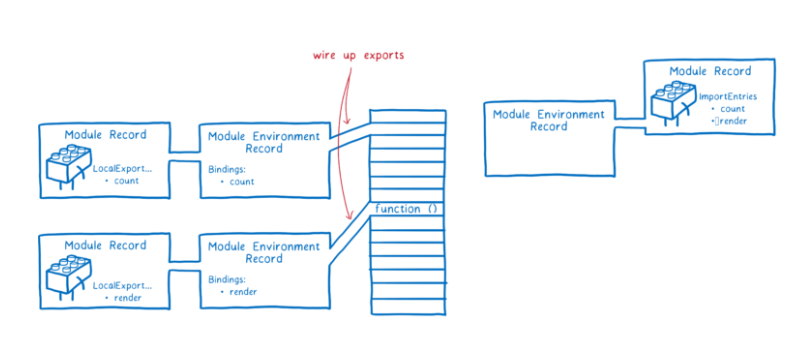 wire up exports
Module Record
LocalExport...
• count
Module Environment
Record
Bindings:
• count
function ()
Module Record
LocalExport...
• render
Module Environment
Record
Bindings:
• render
Module Environment
Record
Module Record
importEntries
• count
•▯render